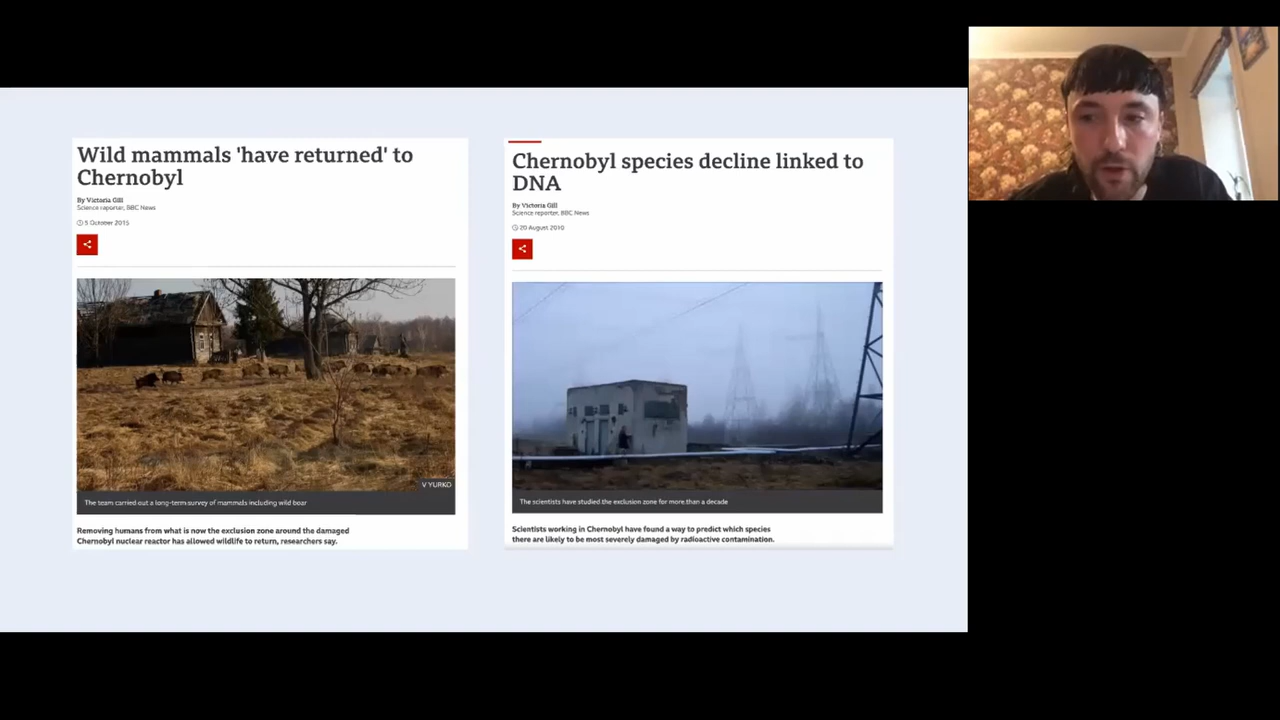 Wild mammals 'have returned' to
Chernobyl
By Victoria Gill
Science reporter, BBC News
5 October 2015
V YURKO
The team carried out a long-term survey of mammals including wild boar
Removing humans from what is now the exclusion zone around the damaged
Chernobyl nuclear reactor has allowed wildlife to return, researchers say.
Chernobyl species decline linked to
DNA
By Victoria Gill
Science reporter, BBC News
20 August 2010
The scientists have studied the exclusion zone for more than a decade
Scientists working in Chernobyl have found a way to predict which species
there are likely to be most severely damaged by radioactive contamination.